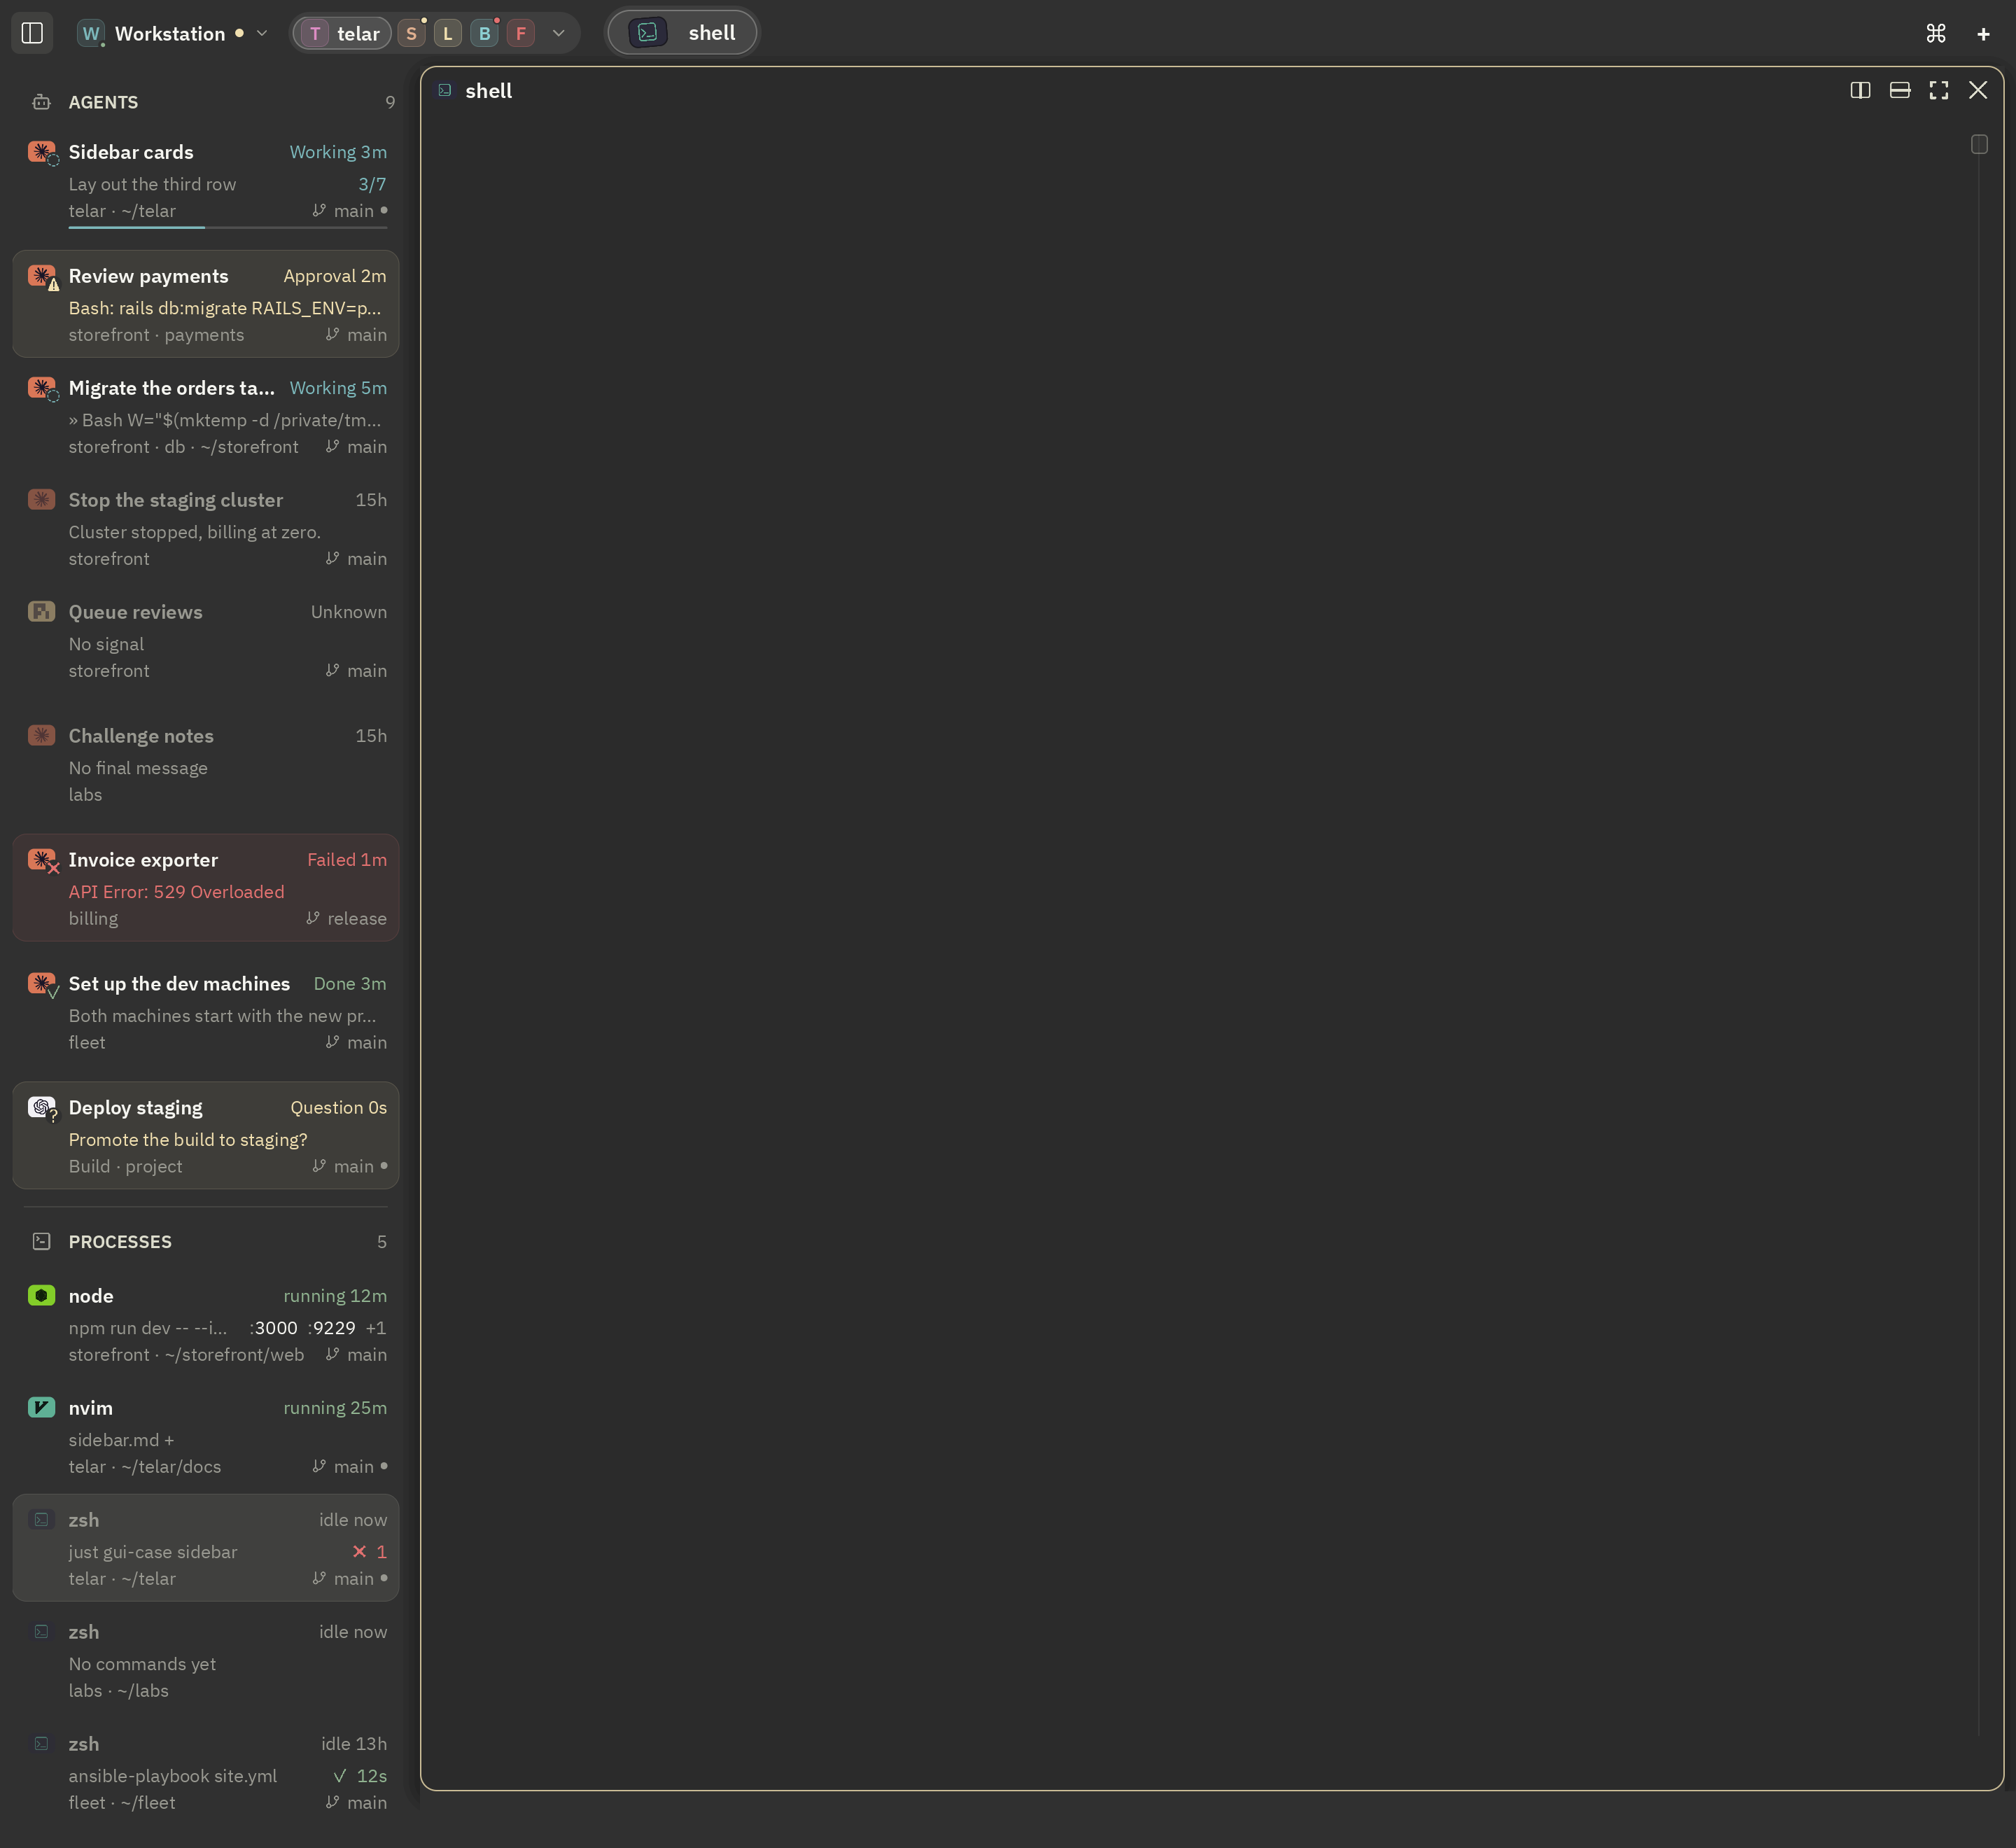 W Workstation
T telar S L B F
shell
AGENTS 9
Sidebar cards Working 3m
Lay out the third row 3/7
telar · ~/telar main
Review payments Approval 2m
Bash: rails db:migrate RAILS_ENV=p...
storefront · payments main
Migrate the orders ta... Working 5m
» Bash W="$(mktemp -d /private/tm...
storefront · db · ~/storefront main
Stop the staging cluster 15h
Cluster stopped, billing at zero.
storefront main
Queue reviews Unknown
No signal
storefront main
Challenge notes 15h
No final message
labs
Invoice exporter Failed 1m
API Error: 529 Overloaded
billing release
Set up the dev machines Done 3m
Both machines start with the new pr...
fleet main
Deploy staging Question 0s
Promote the build to staging?
Build · project main
PROCESSES 5
node running 12m
npm run dev -- --i... :3000 :9229 +1
storefront · ~/storefront/web main
nvim running 25m
sidebar.md +
telar · ~/telar/docs main
zsh idle now
just gui-case sidebar ✕ 1
telar · ~/telar main
zsh idle now
No commands yet
labs · ~/labs
zsh idle 13h
ansible-playbook site.yml ✓ 12s
fleet · ~/fleet main
shell